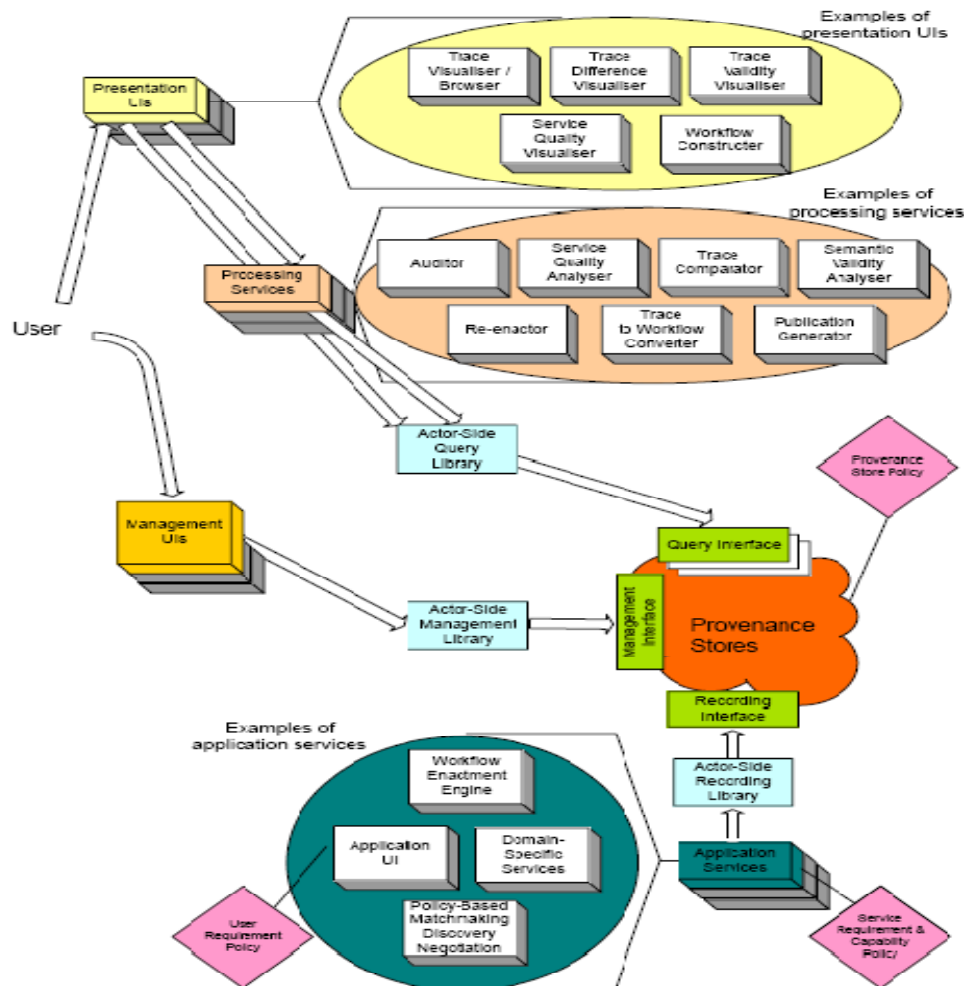 Examples of
presentation UIs
Trace
Visualiser /
Browser
Trace
Difference
Visualiser
Trace
Validity
Visualiser
Service
Quality
Visualiser
Workflow
Constructer
Presentation
UIs
Examples of
processing services
Auditor
Service
Quality
Analyser
Trace
Comparator
Semantic
Validity
Analyser
Re-enactor
Trace
to Workflow
Converter
Publication
Generator
Processing
Services
User
Actor-Side
Query
Library
Provenance
Store Policy
Management
UIs
Query Interface
Actor-Side
Management
Library
Management
Interface
Provenance
Stores
Recording
Interface
Examples of
application services
Workflow
Enactment
Engine
Actor-Side
Recording
Library
Application
UI
Domain-
Specific
Services
Application
Services
Policy-Based
Matchmaking
Discovery
Negotiation
User
Requirement
Policy
Service
Requirement &
Capability
Policy